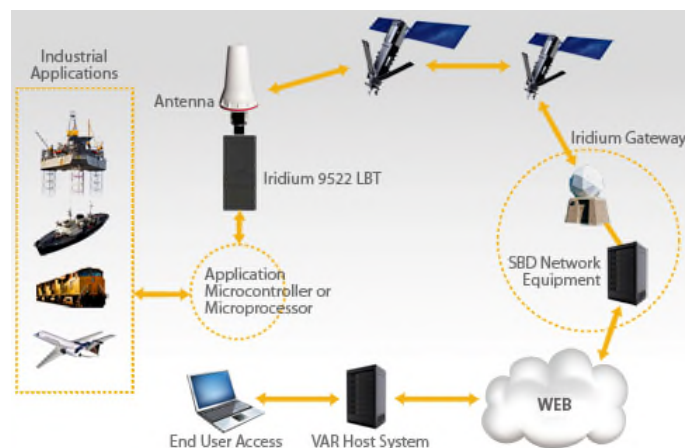 Industrial
Applications
Antenna
Iridium 9522 LBT
Application
Microcontroller or
Microprocessor
Iridium Gateway
SBD Network
Equipment
WEB
End User Access
VAR Host System